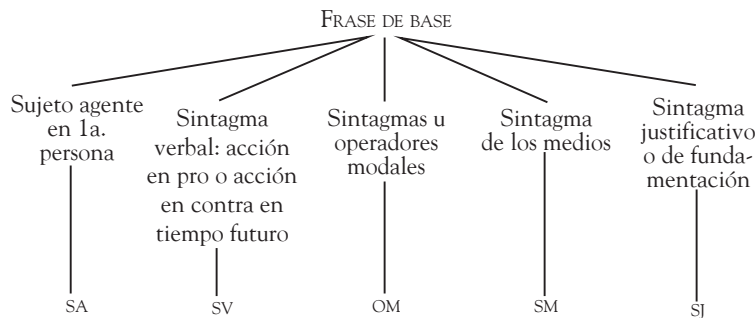 FRASE DE BASE
Sujeto agente
en 1a.
persona
Sintagma
verbal: acción
en pro o acción
en contra en
tiempo futuro
Sintagmas u
operadores
modales
Sintagma
de los medios
Sintagma
justificativo
o de funda-
mentación
SA
SV
OM
SM
SJ